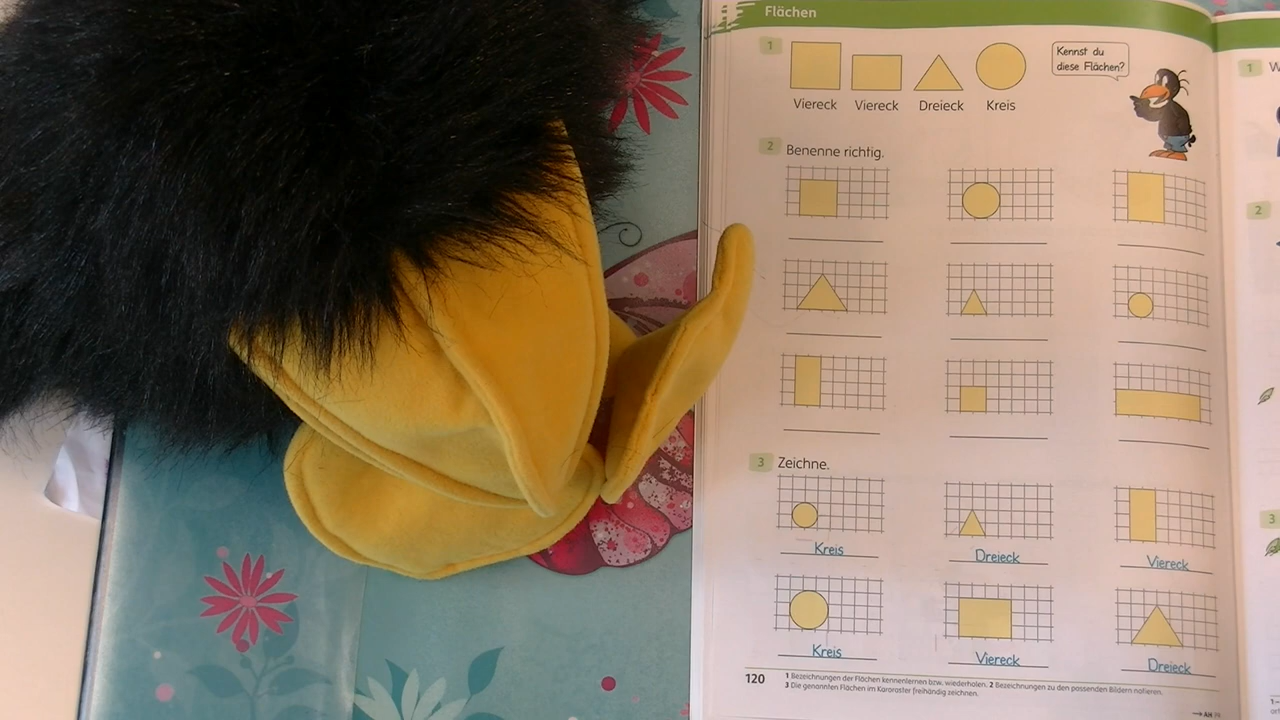 Flächen
1
Kennst du
diese Flächen?
Viereck Viereck Dreieck Kreis
2 Benenne richtig.
3 Zeichne.
Kreis Dreieck Viereck
Kreis Viereck Dreieck
120
1 Bezeichnungen der Flächen kennenlernen bzw. wiederholen. 2 Bezeichnungen zu den passenden Bildern notieren.
3 Die genannten Flächen im Karoraster freihändig zeichnen.
→ AH
1 W
2
3